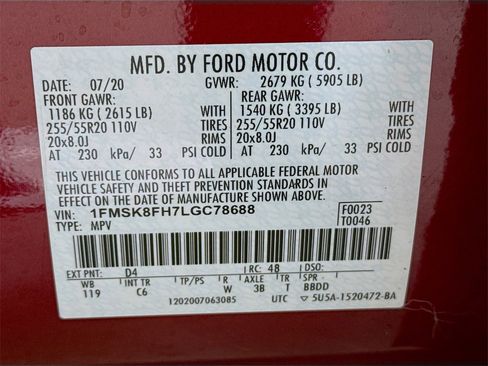 MFD. BY FORD MOTOR CO.
DATE: 07/20 GVWR: 2679 KG ( 5905 LB)
FRONT GAWR: REAR GAWR:
1186 KG ( 2615 LB) WITH 1540 KG ( 3395 LB) WITH
255/55R20 110V TIRES 255/55R20 110V TIRES
20x8.0J RIMS 20x8.0J RIMS
AT 230 kPa/ 33 PSI COLD AT 230 kPa/ 33 PSI COLD
THIS VEHICLE CONFORMS TO ALL APPLICABLE FEDERAL MOTOR
VEHICLE SAFETY AND THEFT PREVENTION STANDARDS IN
EFFECT ON THE DATE OF MANUFACTURE SHOWN ABOVE.
VIN: 1FMSK8FH7LGC78688 F0023
TYPE: MPV T0046
EXT PNT: D4 RC: 48 DSO:
WB INT TR TP/PS R AXLE TR
119 C6 W 3B T BBDD
1202007063085 UTC 5U5A-1520472-BA